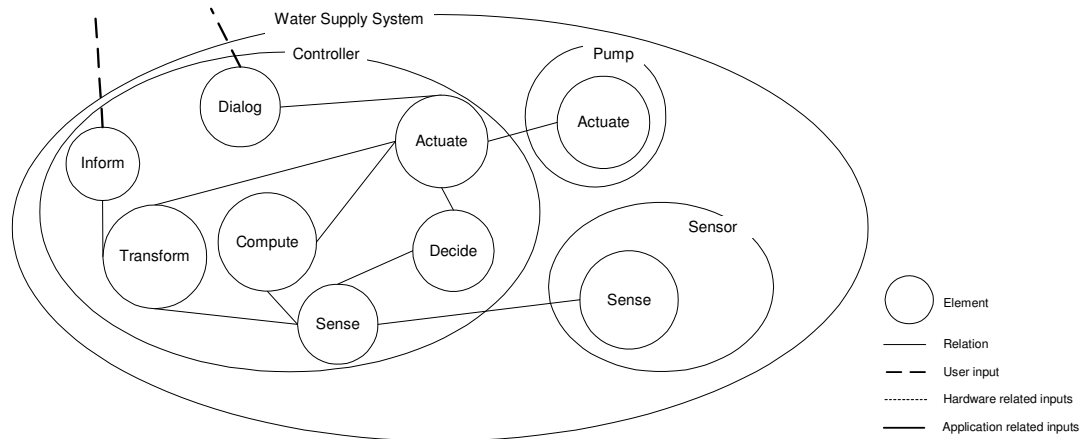 Water Supply System
Controller
Pump
Dialog
Actuate
Actuate
Inform
Sensor
Transform
Compute
Decide
Sense
Sense
Element
Relation
User input
Hardware related inputs
Application related inputs